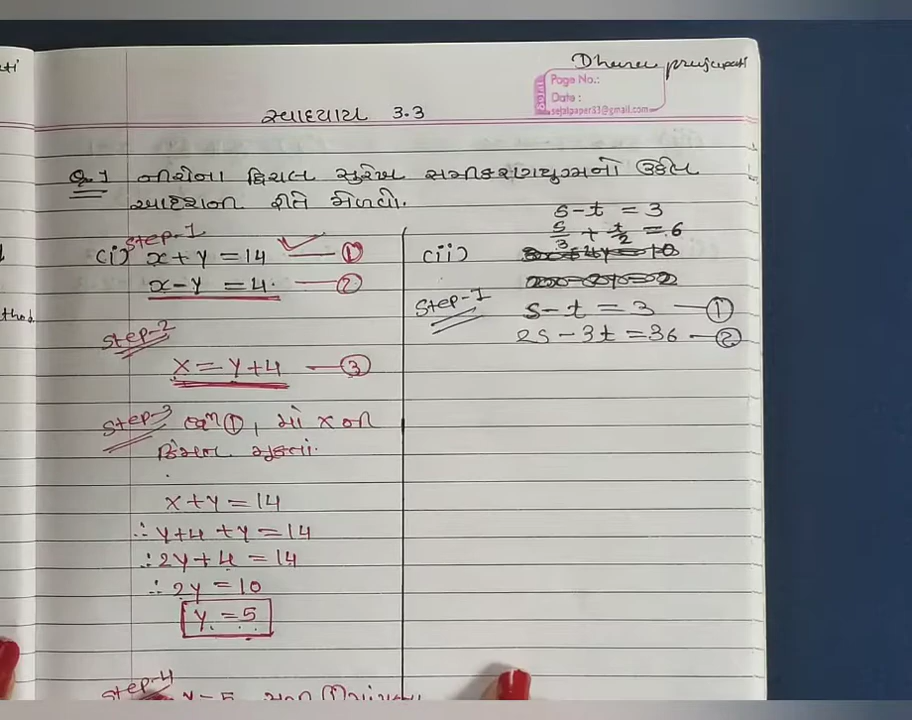 Dhara prajapati
Page No.:
Date :
sejalpaper33@gmail.com
સ્વાધ્યાય 3.3
Q.1 નીચેના દ્વિચલ સુરેખ સમીકરણયુગ્મનો ઉકેલ
આદેશની રીતે મેળવો.
(i) Step-1
x+y = 14 — ①
x-y = 4. — ②
Step-2
x = y+4 — ③
Step-3 eqⁿ ①, માં x ની
કિંમત મુકતાં.
x+y = 14
∴ y+4 +y = 14
∴ 2y+4 = 14
∴ 2y = 10
y = 5
Step-4
y=5
s-t = 3
s/3 + t/2 = 6
(ii)
Step-1 s-t = 3 — ①
2s - 3t = 36 — ②